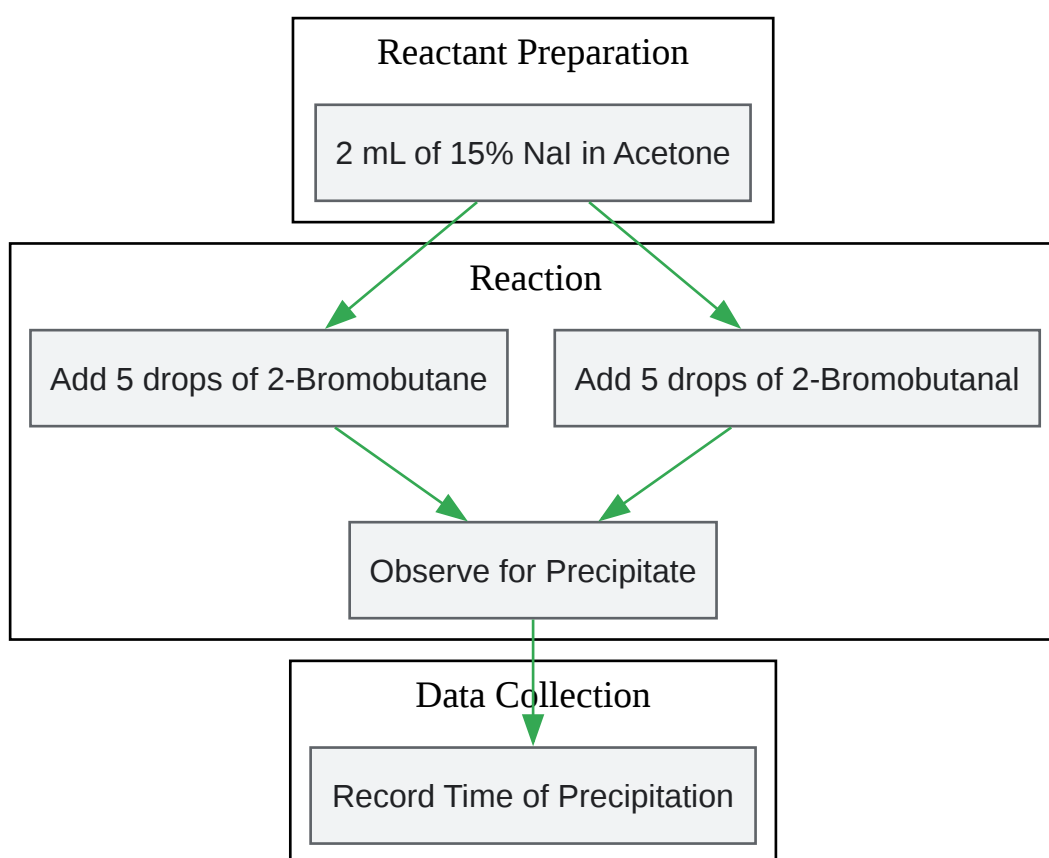 Reactant Preparation
2 mL of 15% NaI in Acetone
Reaction
Add 5 drops of 2-Bromobutane
Add 5 drops of 2-Bromobutanal
Observe for Precipitate
Data Collection
Record Time of Precipitation